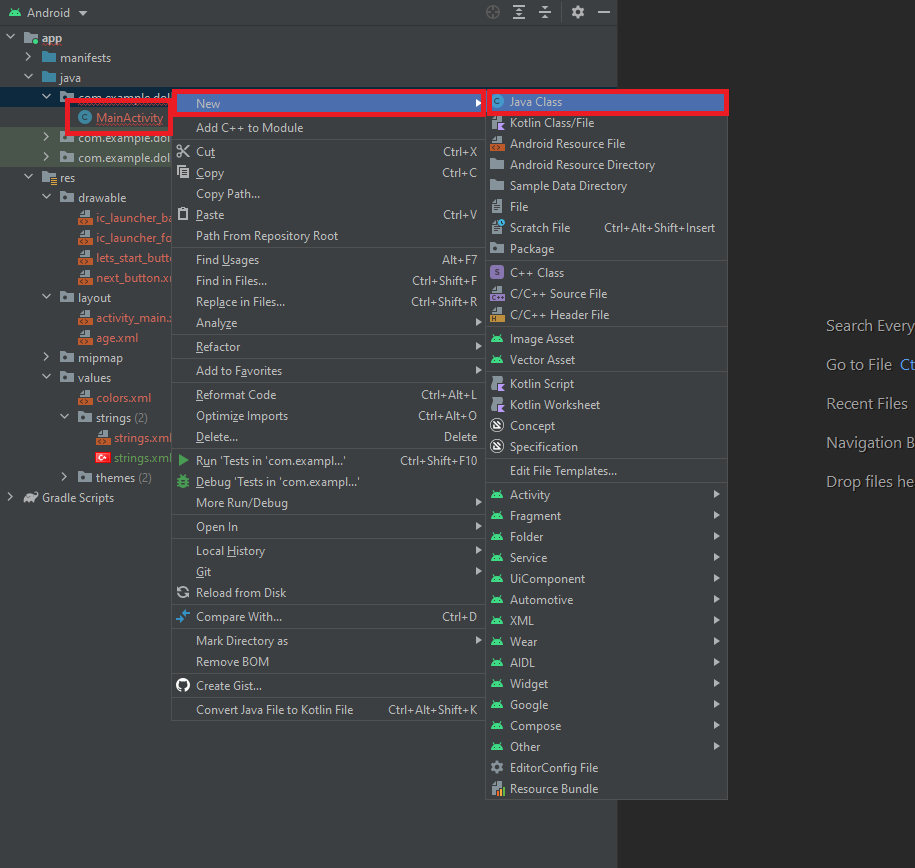 Android
app
manifests
java
com.example.dol
MainActivity
com.example.dol
com.example.dol
res
drawable
ic_launcher_ba
ic_launcher_fo
lets_start_butto
next_button.xm
layout
activity_main.x
age.xml
mipmap
values
colors.xml
strings (2)
strings.xml
strings.xml
themes (2)
Gradle Scripts
New
Add C++ to Module
Cut Ctrl+X
Copy Ctrl+C
Copy Path...
Paste Ctrl+V
Path From Repository Root
Find Usages Alt+F7
Find in Files... Ctrl+Shift+F
Replace in Files... Ctrl+Shift+R
Analyze
Refactor
Add to Favorites
Reformat Code Ctrl+Alt+L
Optimize Imports Ctrl+Alt+O
Delete... Delete
Run 'Tests in 'com.exampl...' Ctrl+Shift+F10
Debug 'Tests in 'com.exampl...'
More Run/Debug
Open In
Local History
Git
Reload from Disk
Compare With... Ctrl+D
Mark Directory as
Remove BOM
Create Gist...
Convert Java File to Kotlin File Ctrl+Alt+Shift+K
Java Class
Kotlin Class/File
Android Resource File
Android Resource Directory
Sample Data Directory
File
Scratch File Ctrl+Alt+Shift+Insert
Package
C++ Class
C/C++ Source File
C/C++ Header File
Image Asset
Vector Asset
Kotlin Script
Kotlin Worksheet
Concept
Specification
Edit File Templates...
Activity
Fragment
Folder
Service
UiComponent
Automotive
XML
Wear
AIDL
Widget
Google
Compose
Other
EditorConfig File
Resource Bundle
Search Every
Go to File Ct
Recent Files
Navigation B
Drop files he